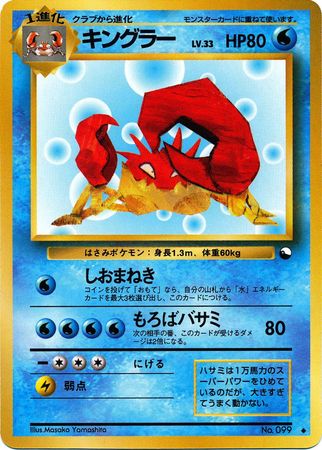 1進化
クラブから進化
モンスターカードに重ねて使います。
キングラー LV.33 HP80
はさみポケモン：身長1.3m、体重60kg
しおまねき
コインを投げて「おもて」なら、自分の山札から「水」エネルギー
カードを最大3枚選び出し、このカードにつける。
もろばバサミ 80
次の相手の番、このカードが受けるダメー
ジは2倍になる。
にげる
弱点
ハサミは1万馬力のス
ーパーパワーをひめて
いるのだが、大きすぎ
てうまく動かない。
Illus.Masako Yamashita
No.099